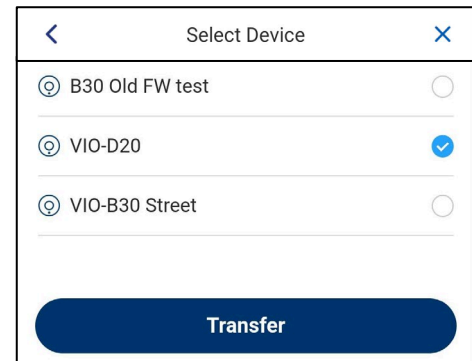 Select Device
B30 Old FW test
VIO-D20
VIO-B30 Street
Transfer